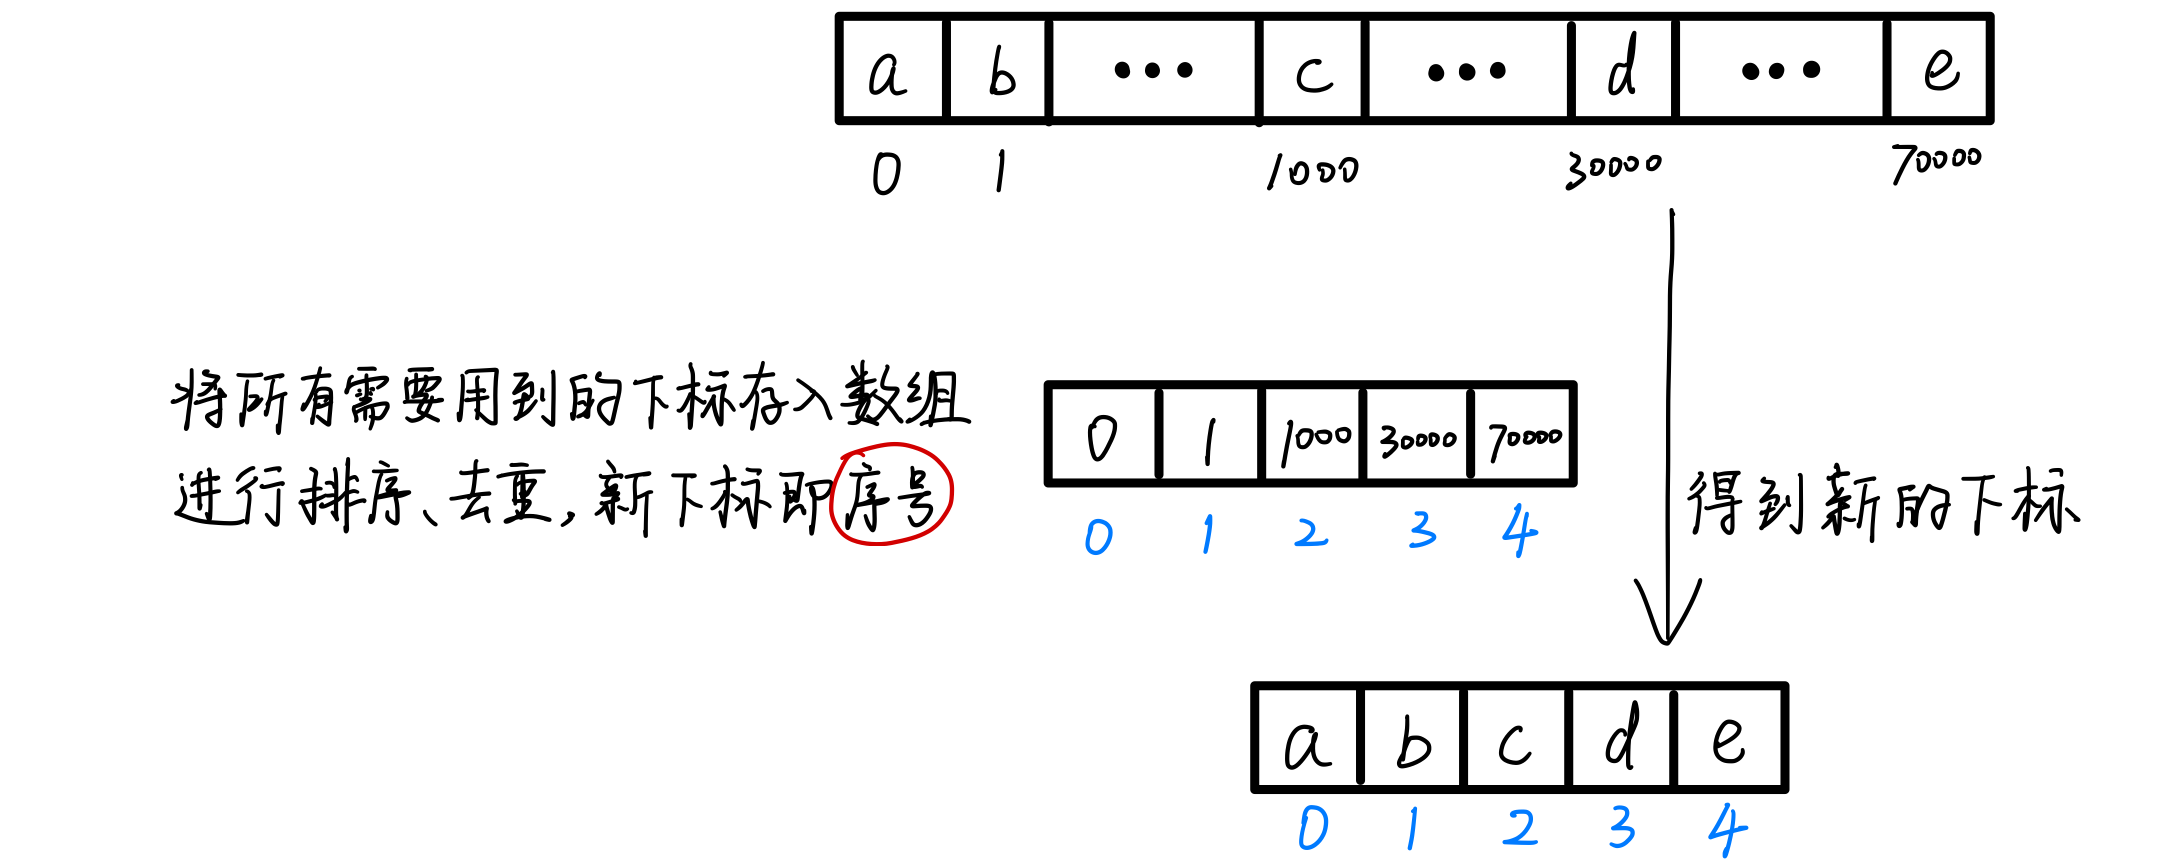 a b ••• c ••• d ••• e
0 1 1000 30000 70000
将所有需要用到的下标存入数组
进行排序、去重,新下标即序号
0 1 1000 30000 70000
0 1 2 3 4
得到新的下标
a b c d e
0 1 2 3 4